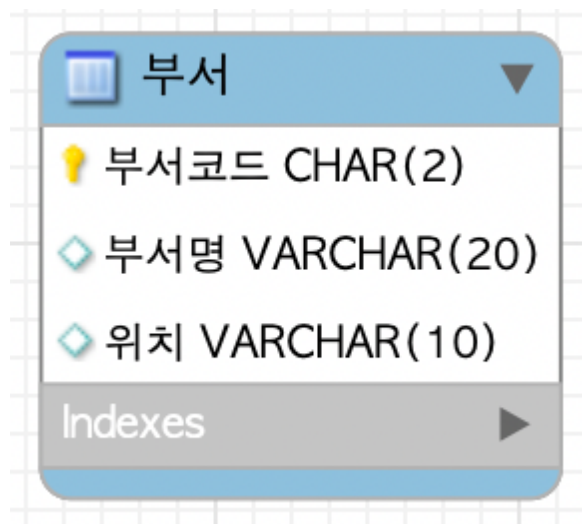 부서
부서코드 CHAR(2)
부서명 VARCHAR(20)
위치 VARCHAR(10)
Indexes